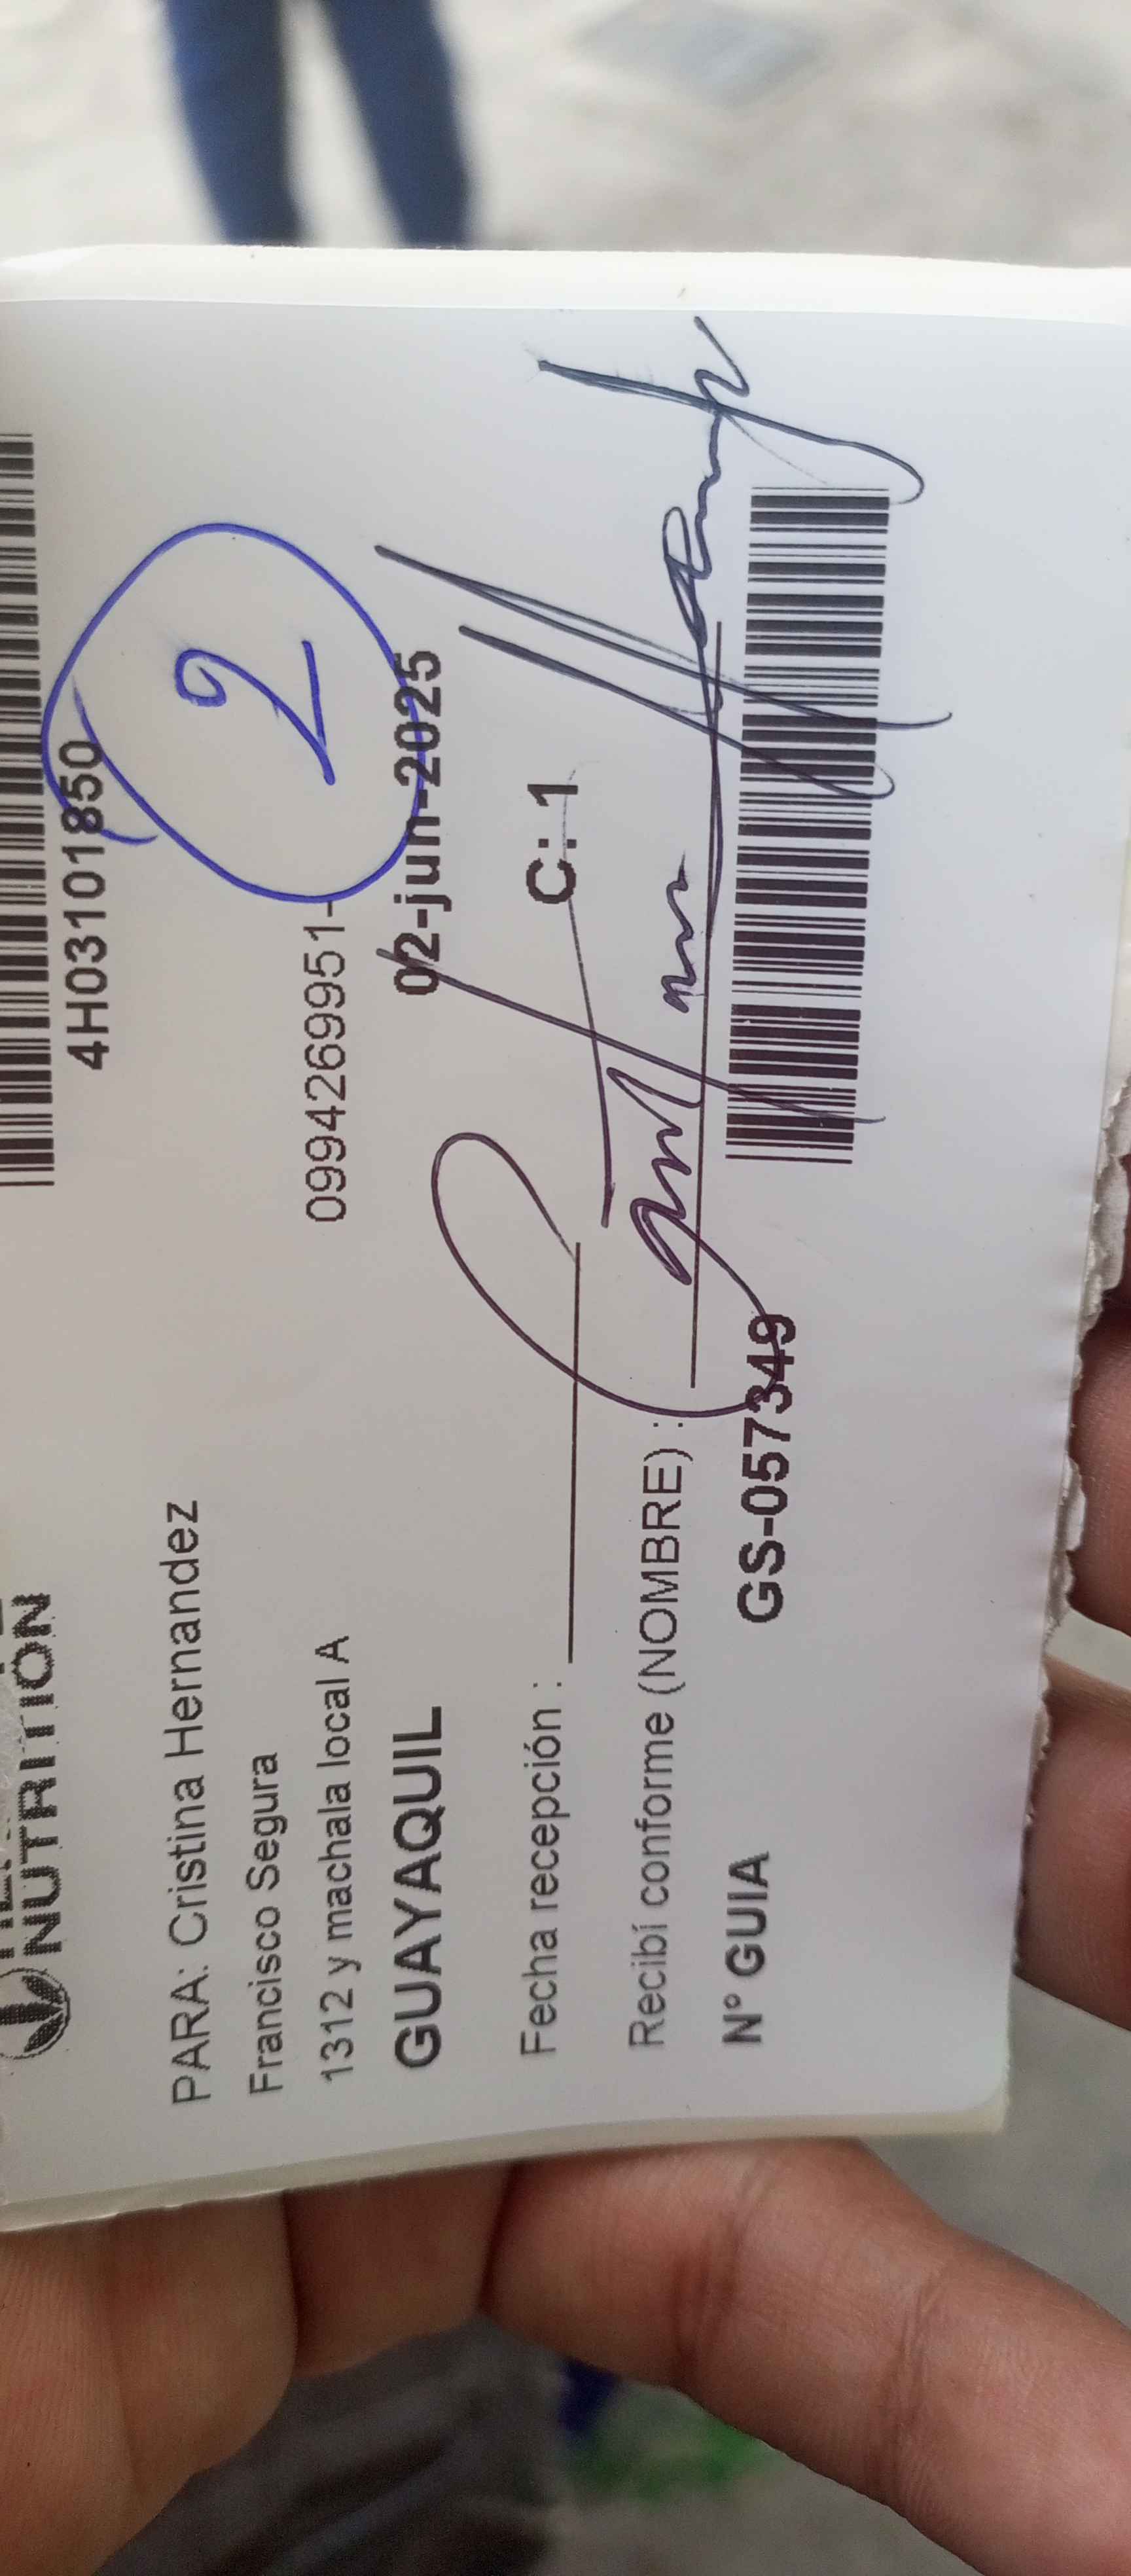 NUTRITION
4H03101850
2
PARA: Cristina Hernandez
Francisco Segura
1312 y machala local A
0994269951-
GUAYAQUIL
02-jun-2025
Fecha recepción :
C: 1
Recibí conforme (NOMBRE) :
N° GUIA
GS-057349